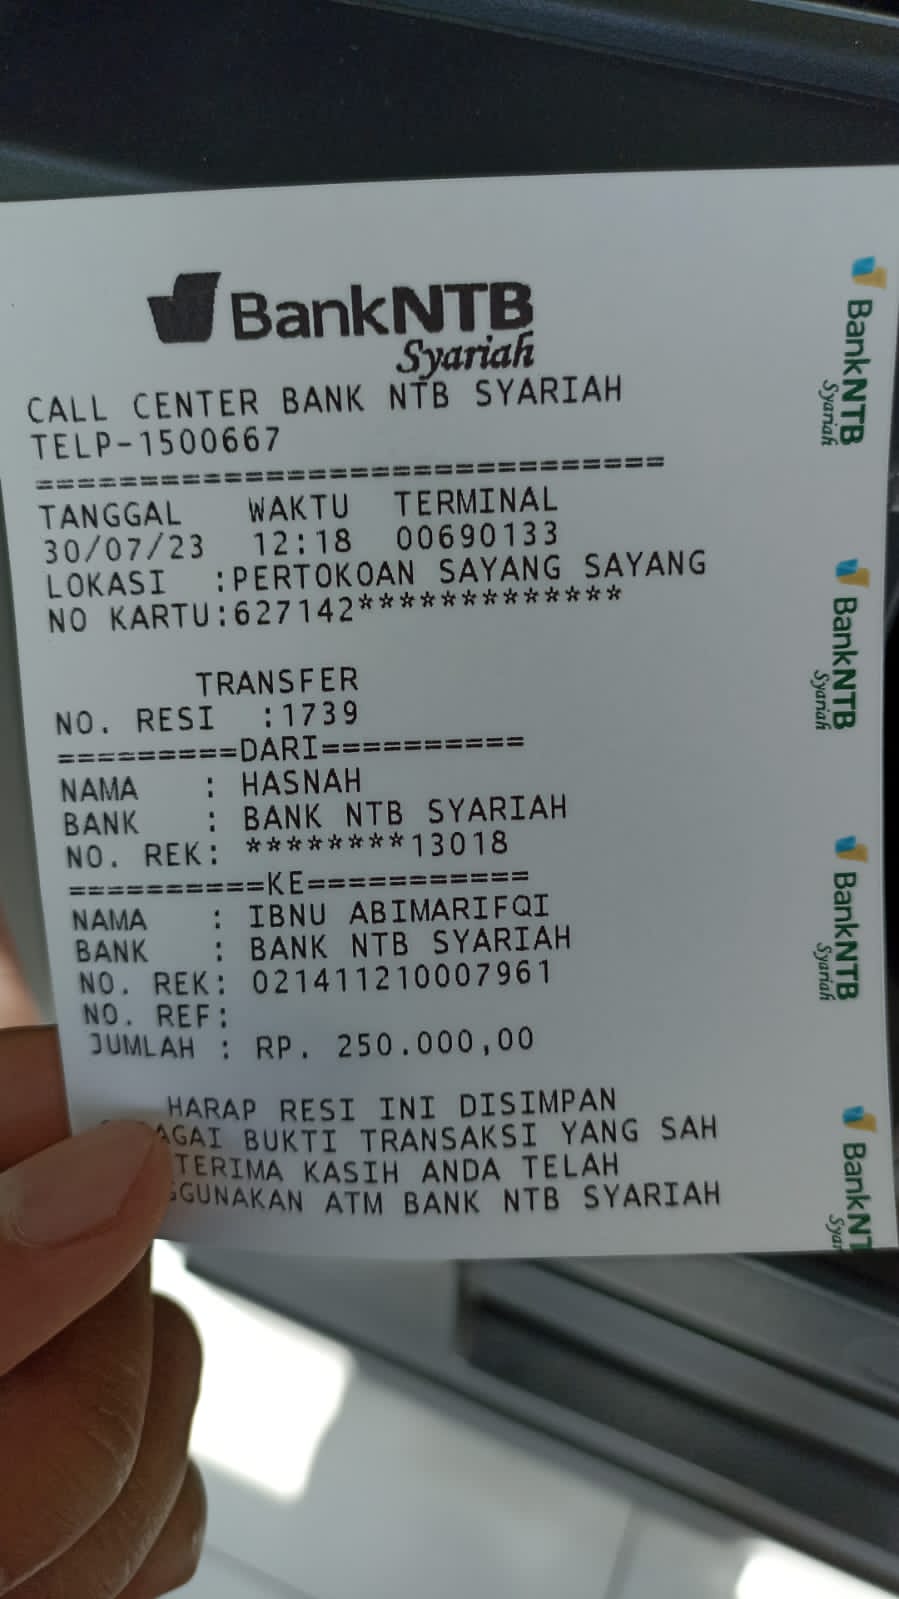 BankNTB
Syariah
CALL CENTER BANK NTB SYARIAH
TELP-1500667
==============================
TANGGAL WAKTU TERMINAL
30/07/23 12:18 00690133
LOKASI :PERTOKOAN SAYANG SAYANG
NO KARTU:627142*************
TRANSFER
NO. RESI :1739
=========DARI==========
NAMA : HASNAH
BANK : BANK NTB SYARIAH
NO. REK: ********13018
==========KE===========
NAMA : IBNU ABIMARIFQI
BANK : BANK NTB SYARIAH
NO. REK: 021411210007961
NO. REF:
JUMLAH : RP. 250.000,00
HARAP RESI INI DISIMPAN
AGAI BUKTI TRANSAKSI YANG SAH
TERIMA KASIH ANDA TELAH
GGUNAKAN ATM BANK NTB SYARIAH
BankNTB
Syariah
BankNTB
Syariah
BankNTB
Syariah
BankNT
Syar